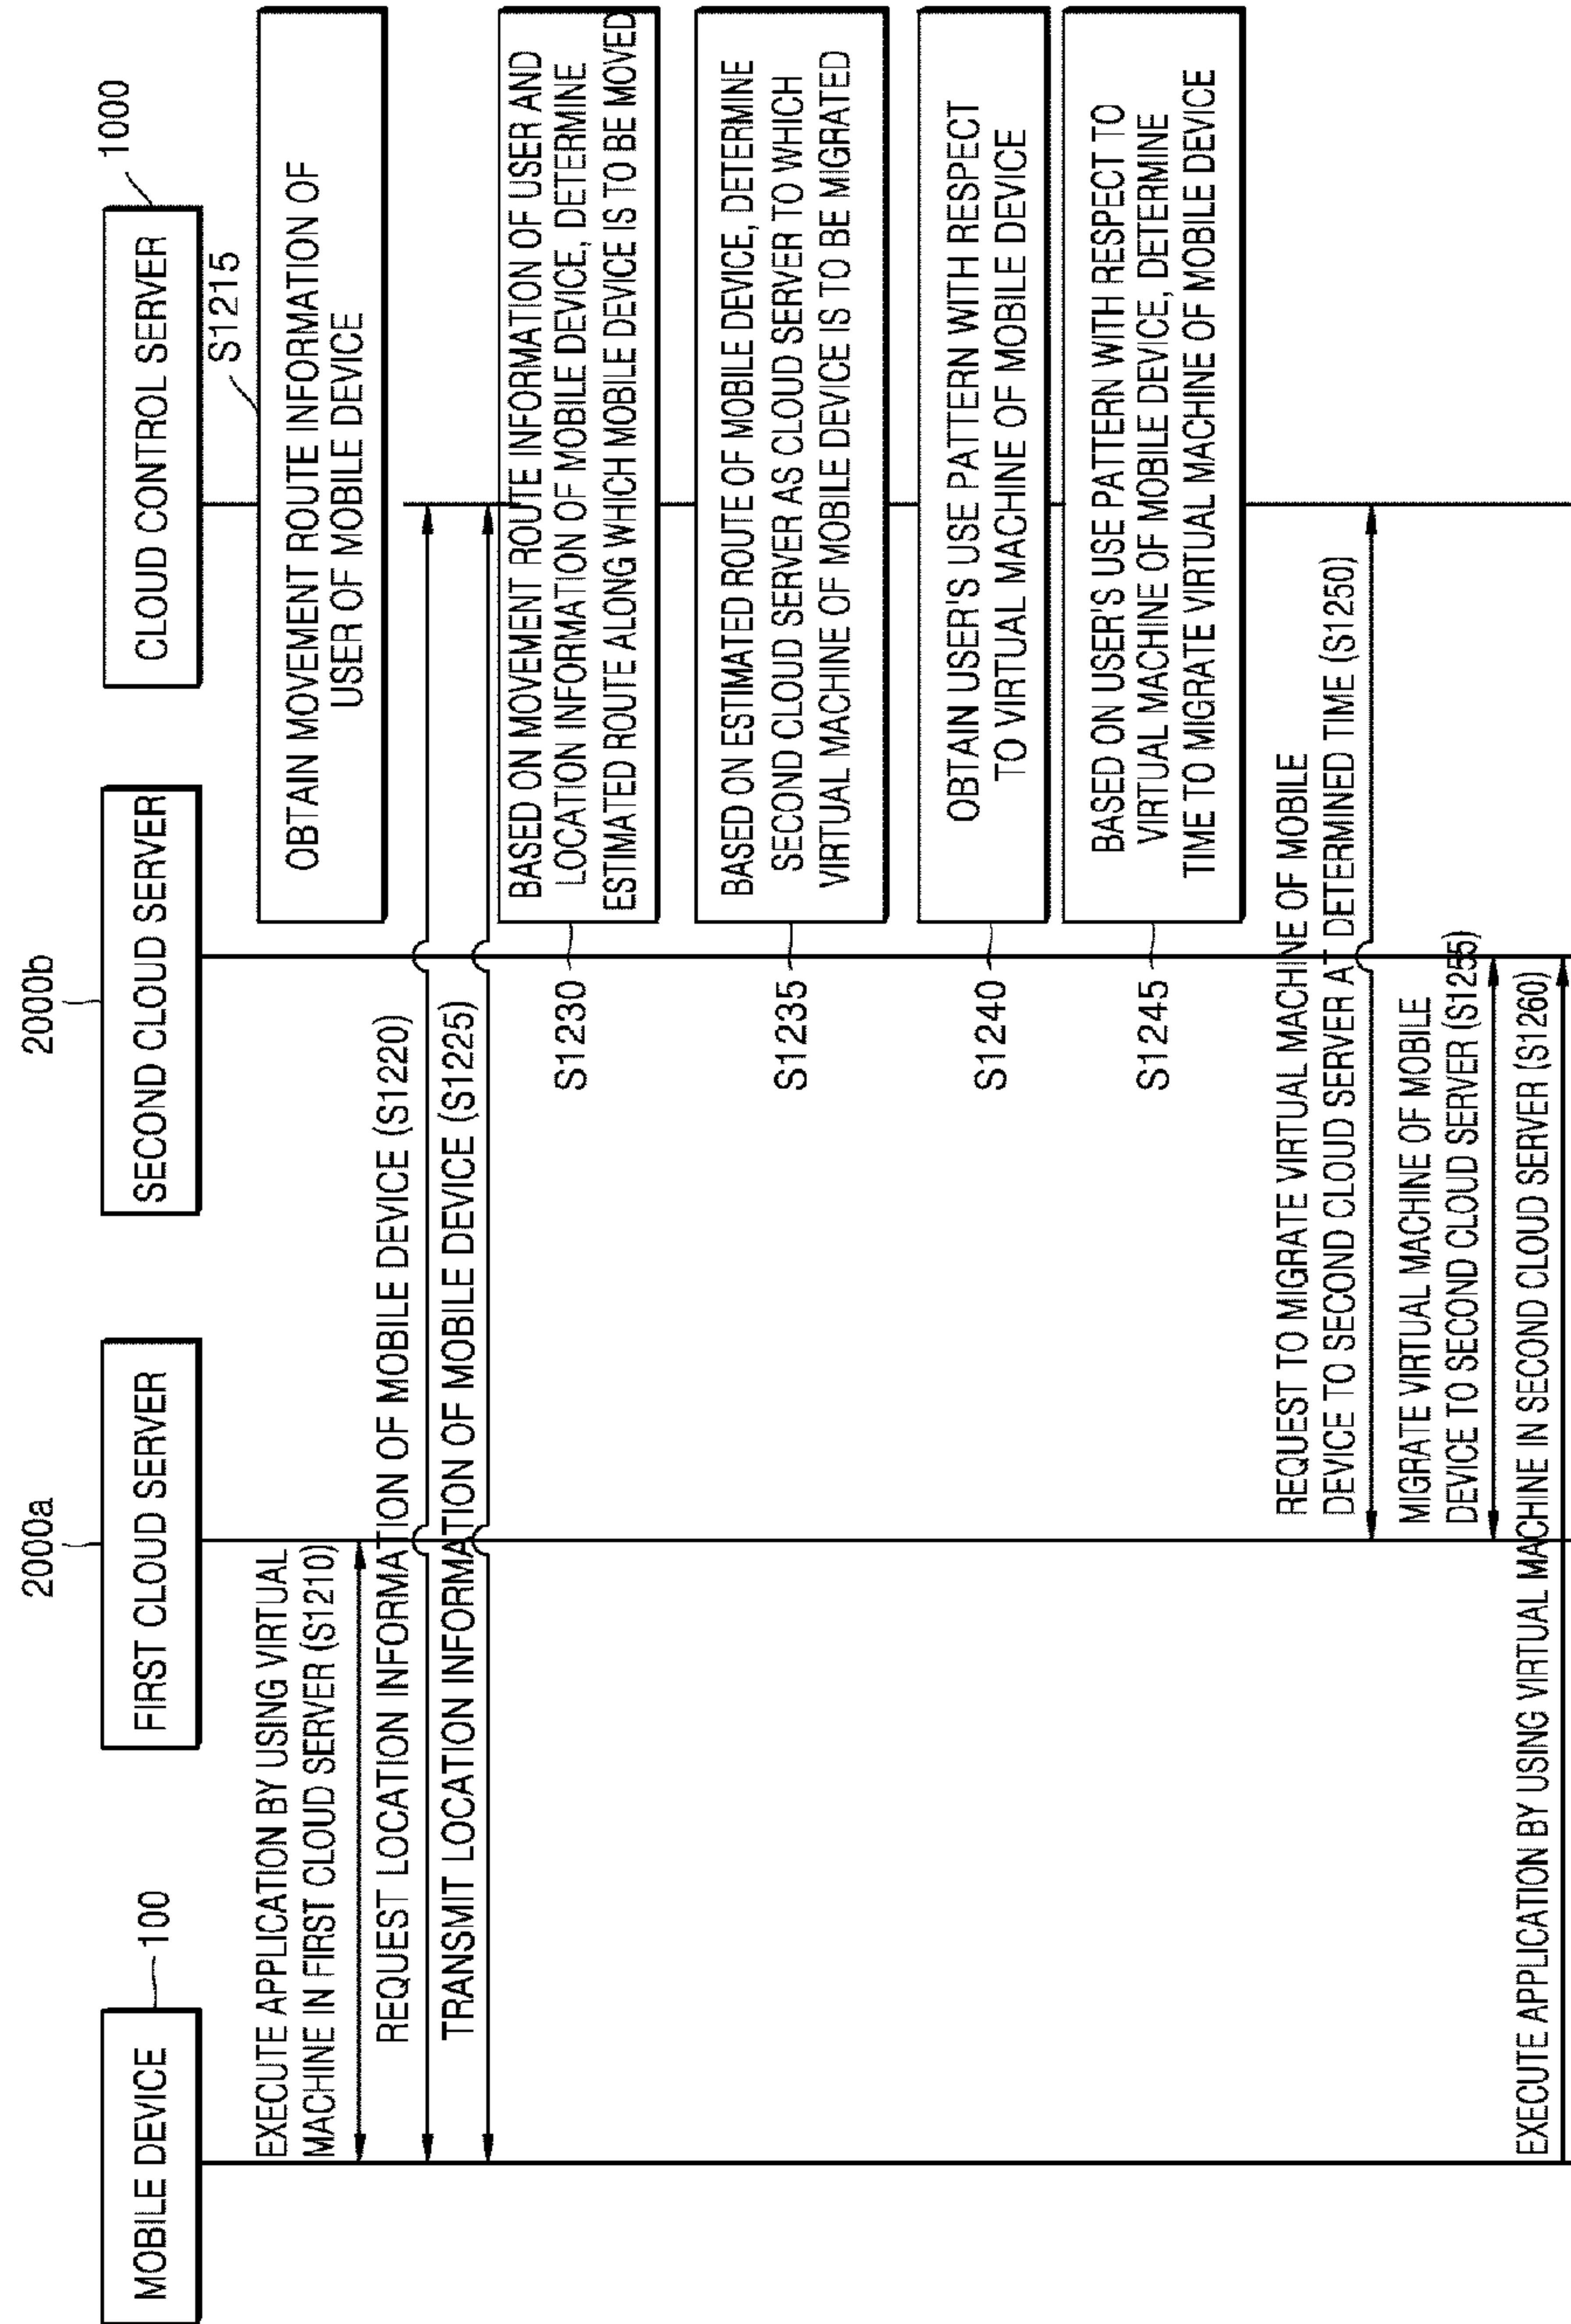 MOBILE DEVICE
100
2000a
FIRST CLOUD SERVER
2000b
SECOND CLOUD SERVER
CLOUD CONTROL SERVER
1000
EXECUTE APPLICATION BY USING VIRTUAL
MACHINE IN FIRST CLOUD SERVER (S1210)
S1215
OBTAIN MOVEMENT ROUTE INFORMATION OF
USER OF MOBILE DEVICE
REQUEST LOCATION INFORMATION OF MOBILE DEVICE (S1220)
TRANSMIT LOCATION INFORMATION OF MOBILE DEVICE (S1225)
S1230
BASED ON MOVEMENT ROUTE INFORMATION OF USER AND
LOCATION INFORMATION OF MOBILE DEVICE, DETERMINE
ESTIMATED ROUTE ALONG WHICH MOBILE DEVICE IS TO BE MOVED
S1235
BASED ON ESTIMATED ROUTE OF MOBILE DEVICE, DETERMINE
SECOND CLOUD SERVER AS CLOUD SERVER TO WHICH
VIRTUAL MACHINE OF MOBILE DEVICE IS TO BE MIGRATED
S1240
OBTAIN USER'S USE PATTERN WITH RESPECT
TO VIRTUAL MACHINE OF MOBILE DEVICE
S1245
BASED ON USER'S USE PATTERN WITH RESPECT TO
VIRTUAL MACHINE OF MOBILE DEVICE, DETERMINE
TIME TO MIGRATE VIRTUAL MACHINE OF MOBILE DEVICE
REQUEST TO MIGRATE VIRTUAL MACHINE OF MOBILE
DEVICE TO SECOND CLOUD SERVER AT DETERMINED TIME (S1250)
MIGRATE VIRTUAL MACHINE OF MOBILE
DEVICE TO SECOND CLOUD SERVER (S1255)
EXECUTE APPLICATION BY USING VIRTUAL MACHINE IN SECOND CLOUD SERVER (S1260)